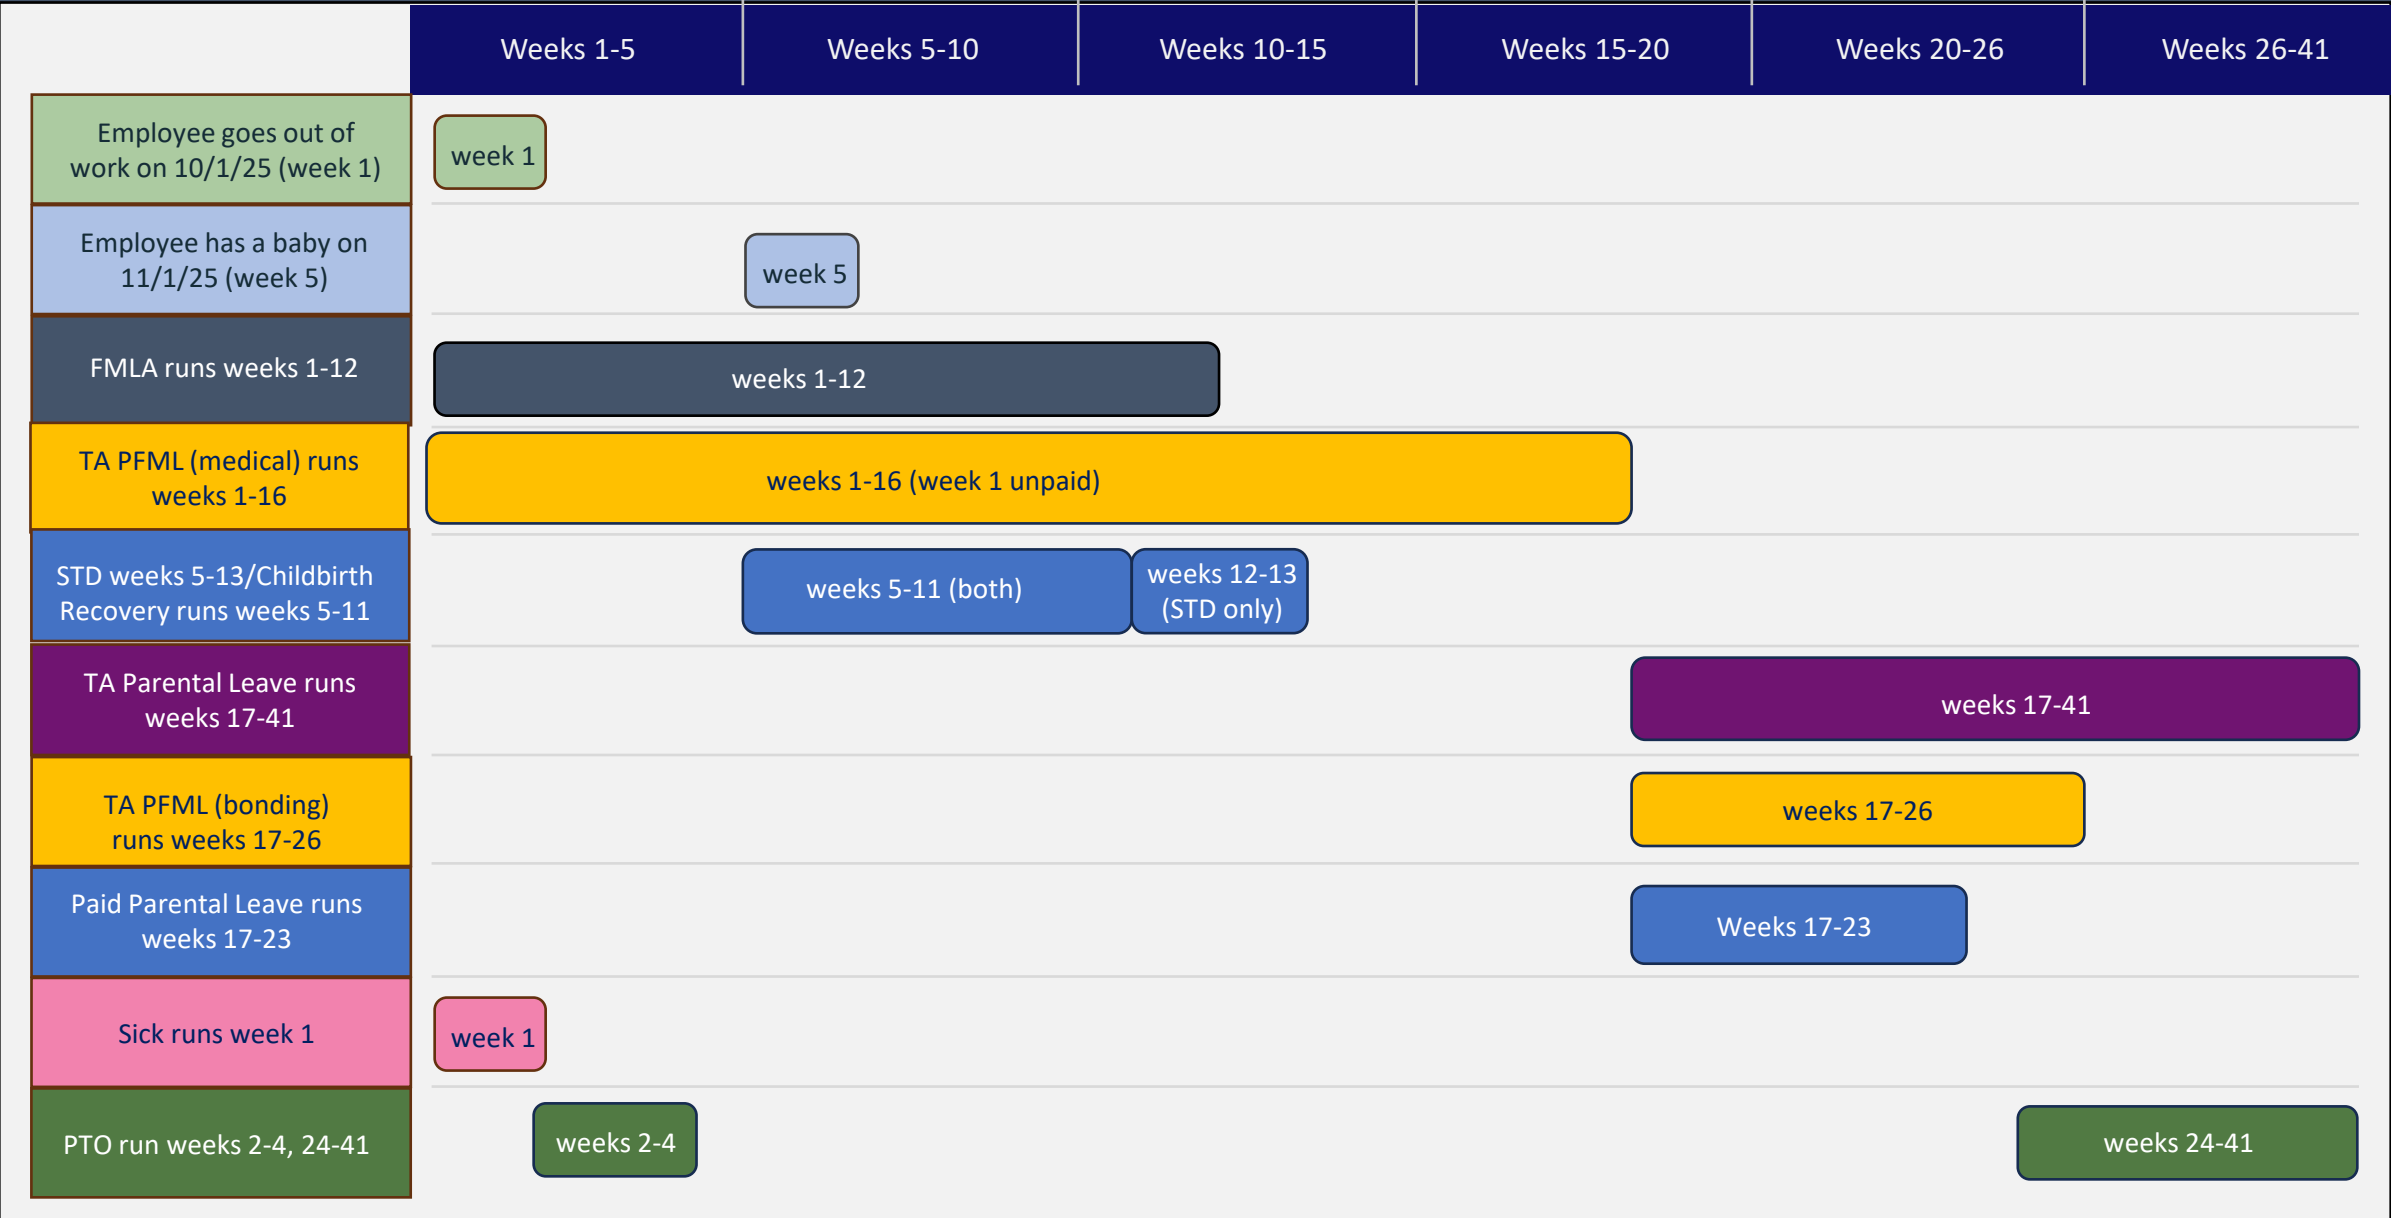 Weeks 1-5
Weeks 5-10
Weeks 10-15
Weeks 15-20
Weeks 20-26
Weeks 26-41
Employee goes out of
work on 10/1/25 (week 1)
week 1
Employee has a baby on
11/1/25 (week 5)
week 5
FMLA runs weeks 1-12
weeks 1-12
TA PFML (medical) runs
weeks 1-16
weeks 1-16 (week 1 unpaid)
STD weeks 5-13/Childbirth
Recovery runs weeks 5-11
weeks 5-11 (both)
weeks 12-13
(STD only)
TA Parental Leave runs
weeks 17-41
weeks 17-41
TA PFML (bonding)
runs weeks 17-26
weeks 17-26
Paid Parental Leave runs
weeks 17-23
Weeks 17-23
Sick runs week 1
week 1
PTO run weeks 2-4, 24-41
weeks 2-4
weeks 24-41